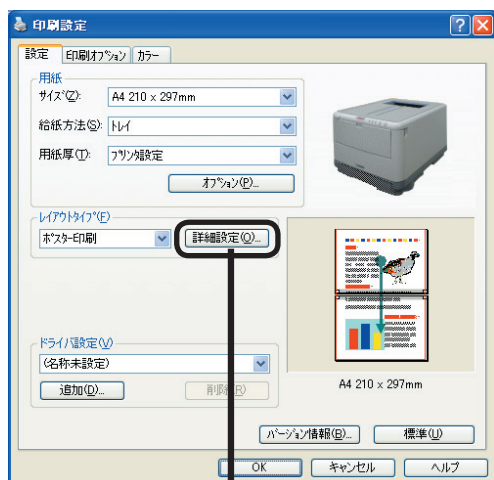 印刷設定
設定 印刷オプション カラー
用紙
サイズ(Z): A4 210 x 297mm
給紙方法(S): トレイ
用紙厚(T): プリンタ設定
オプション(P)...
レイアウトタイプ(F)
ポスター印刷 詳細設定(O)...
ドライバ設定(V)
(名称未設定)
追加(D)... 削除(R)
A4 210 x 297mm
バージョン情報(B)... 標準(U)
OK キャンセル ヘルプ